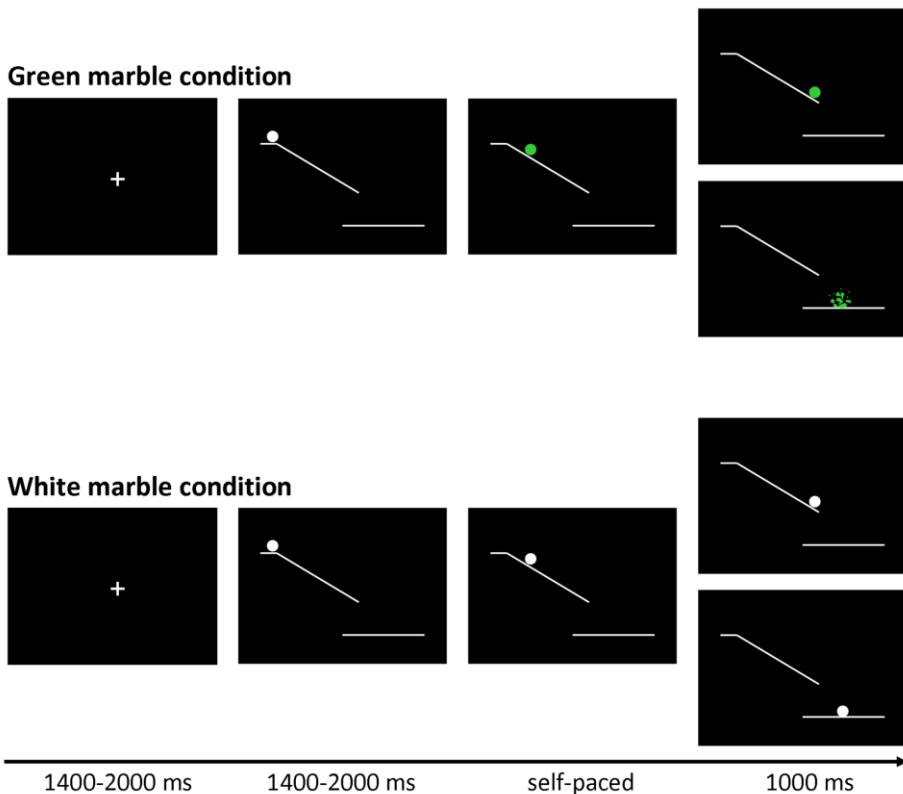 Green marble condition
White marble condition
1400-2000 ms
1400-2000 ms
self-paced
1000 ms